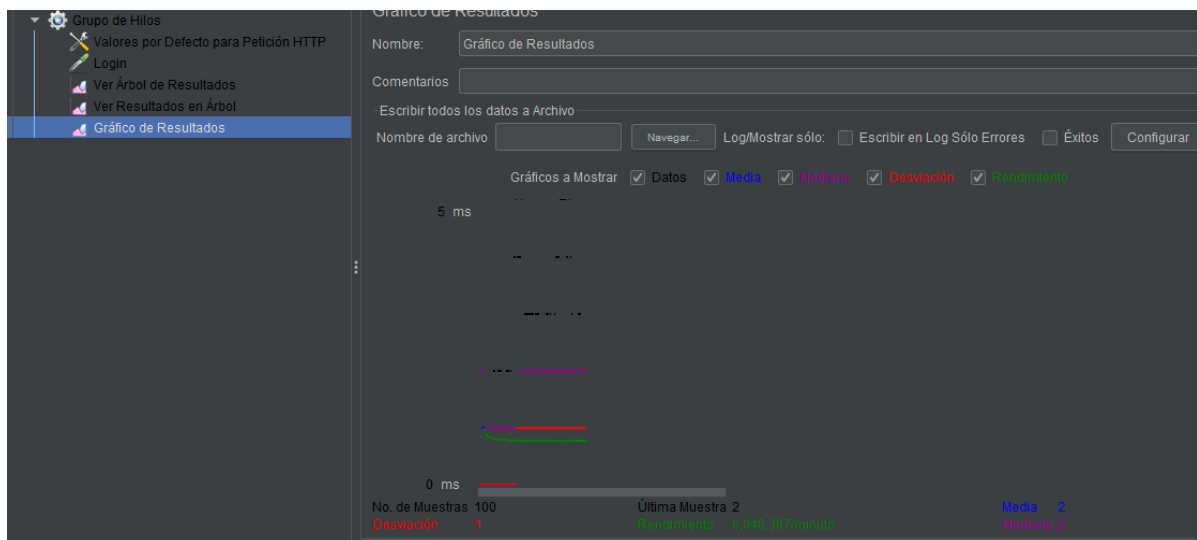 Grupo de Hilos
Valores por Defecto para Petición HTTP
Login
Ver Árbol de Resultados
Ver Resultados en Árbol
Gráfico de Resultados
Gráfico de Resultados
Nombre: Gráfico de Resultados
Comentarios
Escribir todos los datos a Archivo
Nombre de archivo Navegar... Log/Mostrar sólo: Escribir en Log Sólo Errores Éxitos Configurar
Gráficos a Mostrar Datos Media Mediana Desviación Rendimiento
5 ms
0 ms
No. de Muestras 100 Última Muestra 2 Media 2
Desviación 1 Rendimiento 6,048.387/minuto Mediana 2